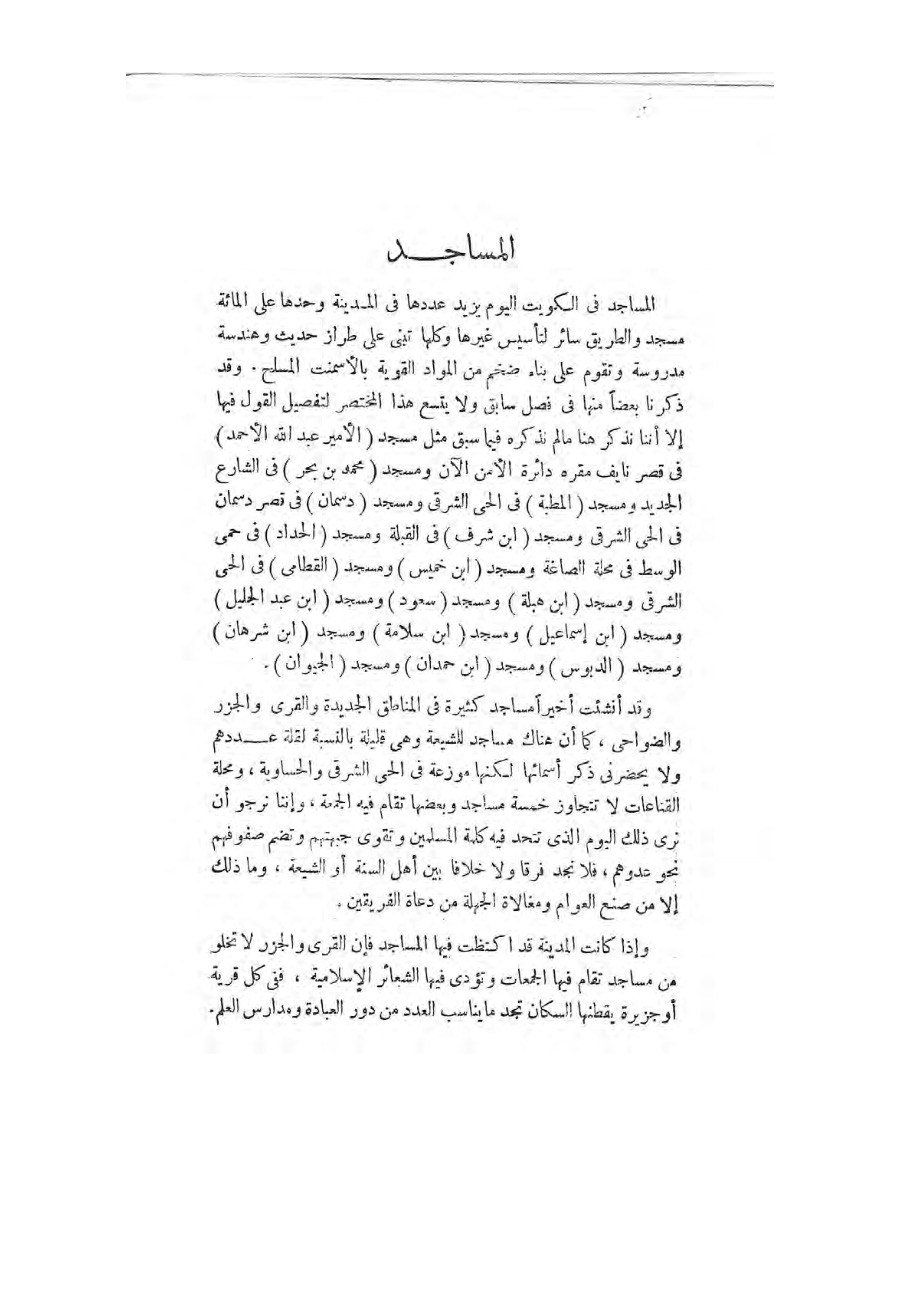 المساجد
المساجد فى الكويت اليوم يزيد عددها فى المدينة وحدها على المائة
مسجد والطريق سائر لتأسيس غيرها وكلها تبنى على طراز حديث وهندسة
مدروسة وتقوم على بناء ضخم من المواد القوية بالأسمنت المسلح . وقد
ذكرنا بعضاً منها فى فصل سابق ولا يتسع هذا المختصر لتفصيل القول فيها
إلا أننا نذكر هنا مالم نذكره فيما سبق مثل مسجد ( الأمير عبد الله الأحمد )
فى قصر نايف مقره دائرة الأمن الآن ومسجد ( محمد بن بحر ) فى الشارع
الجديد ومسجد ( المطبة ) فى الحى الشرقى ومسجد ( دسمان ) فى قصر دسمان
فى الحى الشرقى ومسجد ( ابن شرف ) فى القبلة ومسجد ( الحداد ) فى حمى
الوسط فى محلة الصاغة ومسجد ( ابن خميس ) ومسجد ( القطامى ) فى الحى
الشرقى ومسجد ( ابن هبلة ) ومسجد ( سعود ) ومسجد ( ابن عبد الجليل )
ومسجد ( ابن إسماعيل ) ومسجد ( ابن سلامة ) ومسجد ( ابن شرهان )
ومسجد ( الدبوس ) ومسجد ( ابن حمدان ) ومسجد ( الجيوان ) .
وقد أنشئت أخيراً مساجد كثيرة فى المناطق الجديدة والقرى والجزر
والضواحى ، كما أن هناك مساجد للشيعة وهى قليلة بالنسبة لقلة عددهم
ولا يحضرنى ذكر أسمائها لكنها موزعة فى الحى الشرقى والحساوية ، ومحلة
القناعات لا تتجاوز خمسة مساجد وبعضها تقام فيه الجمعة ، وإننا نرجو أن
نرى ذلك اليوم الذى تتحد فيه كلمة المسلمين وتقوى جبهتهم وتضم صفوفهم
نحو عدوهم ، فلا نجد فرقا ولا خلافا بين أهل السنة أو الشيعة ، وما ذلك
إلا من صنع العوام ومغالاة الجهلة من دعاة الفريقين .
وإذا كانت المدينة قد اكتظت فيها المساجد فإن القرى والجزر لا تخلو
من مساجد تقام فيها الجمعات وتؤدى فيها الشعائر الإسلامية ، ففى كل قرية
أو جزيرة يقطنها السكان تجد مايناسب العدد من دور العبادة ومدارس العلم .